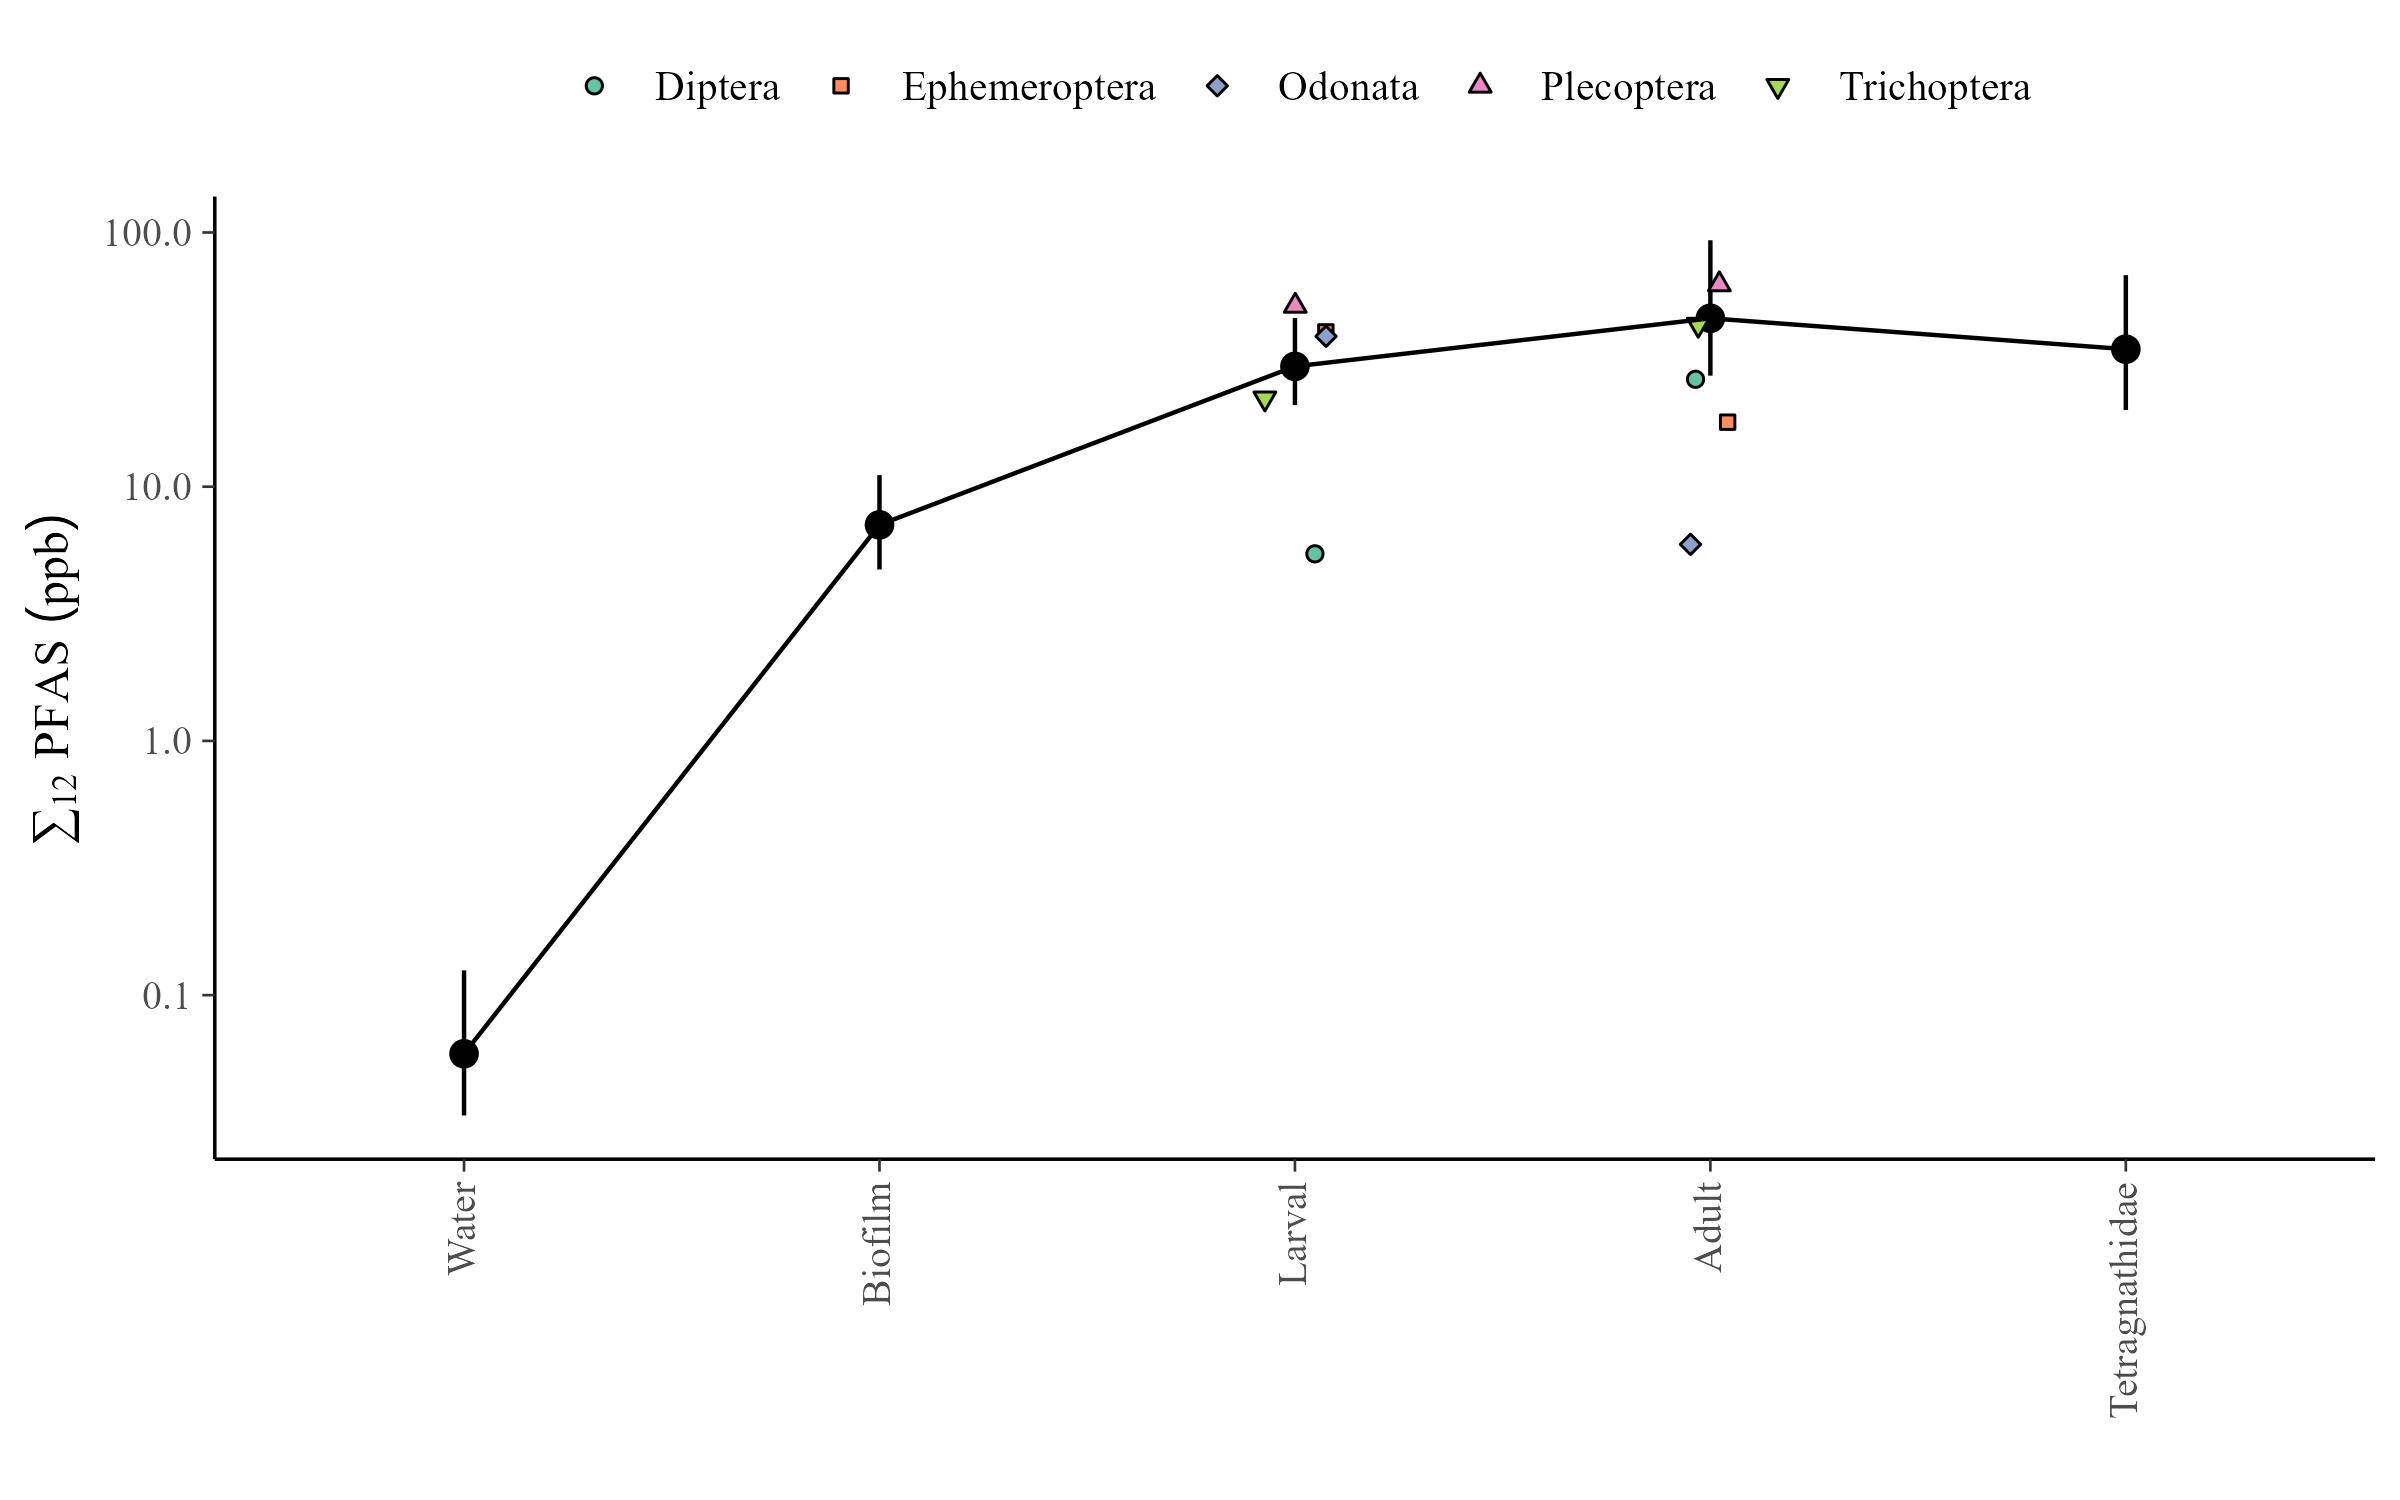 Diptera Ephemeroptera Odonata Plecoptera Trichoptera
100.0
10.0
1.0
0.1
∑12 PFAS (ppb)
Water
Biofilm
Larval
Adult
Tetragnathidae